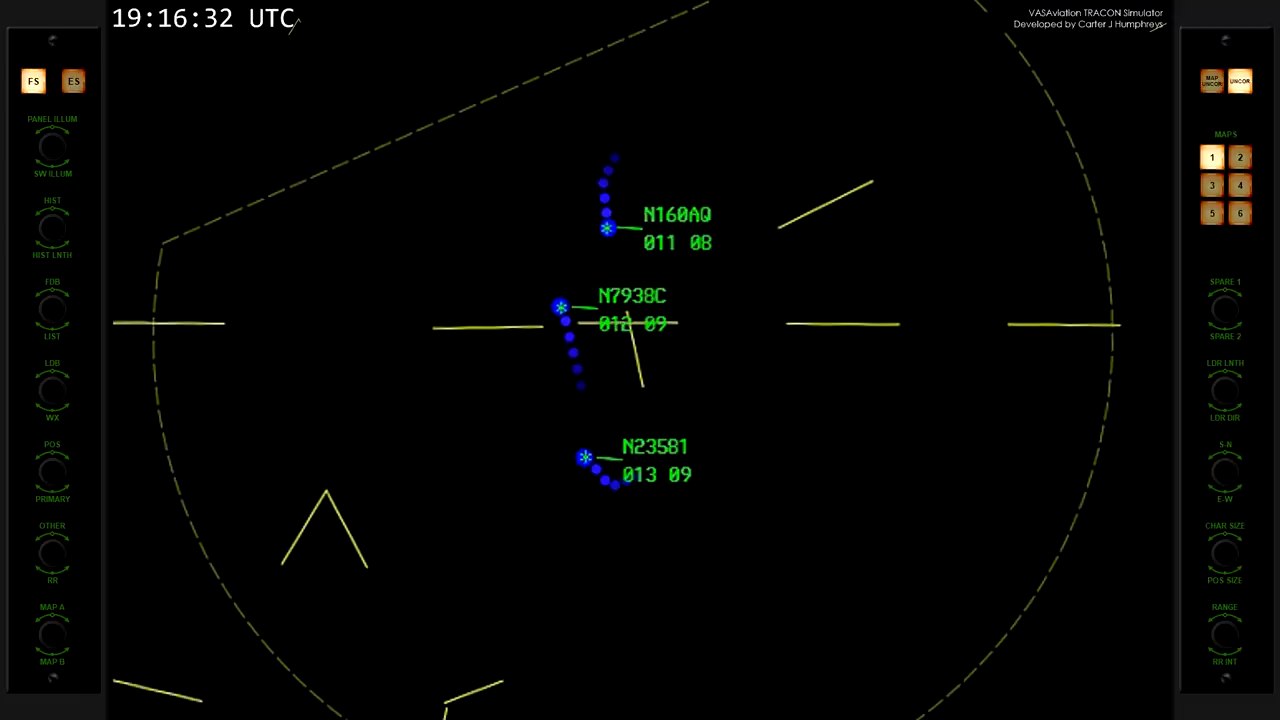 19:16:32 UTC
VASAviation TRACON Simulator
Developed by Carter J Humphreys
FS
ES
PANEL ILLUM
SW ILLUM
HIST
HIST LNTH
FDB
LIST
LDB
WX
POS
PRIMARY
OTHER
RR
MAP A
MAP B
N160AQ
011 08
N7938C
012 09
N23581
013 09
MAP
UNCOR
UNCOR
MAPS
1
2
3
4
5
6
SPARE 1
SPARE 2
LDR LNTH
LDR DIR
S-N
E-W
CHAR SIZE
POS SIZE
RANGE
RR INT